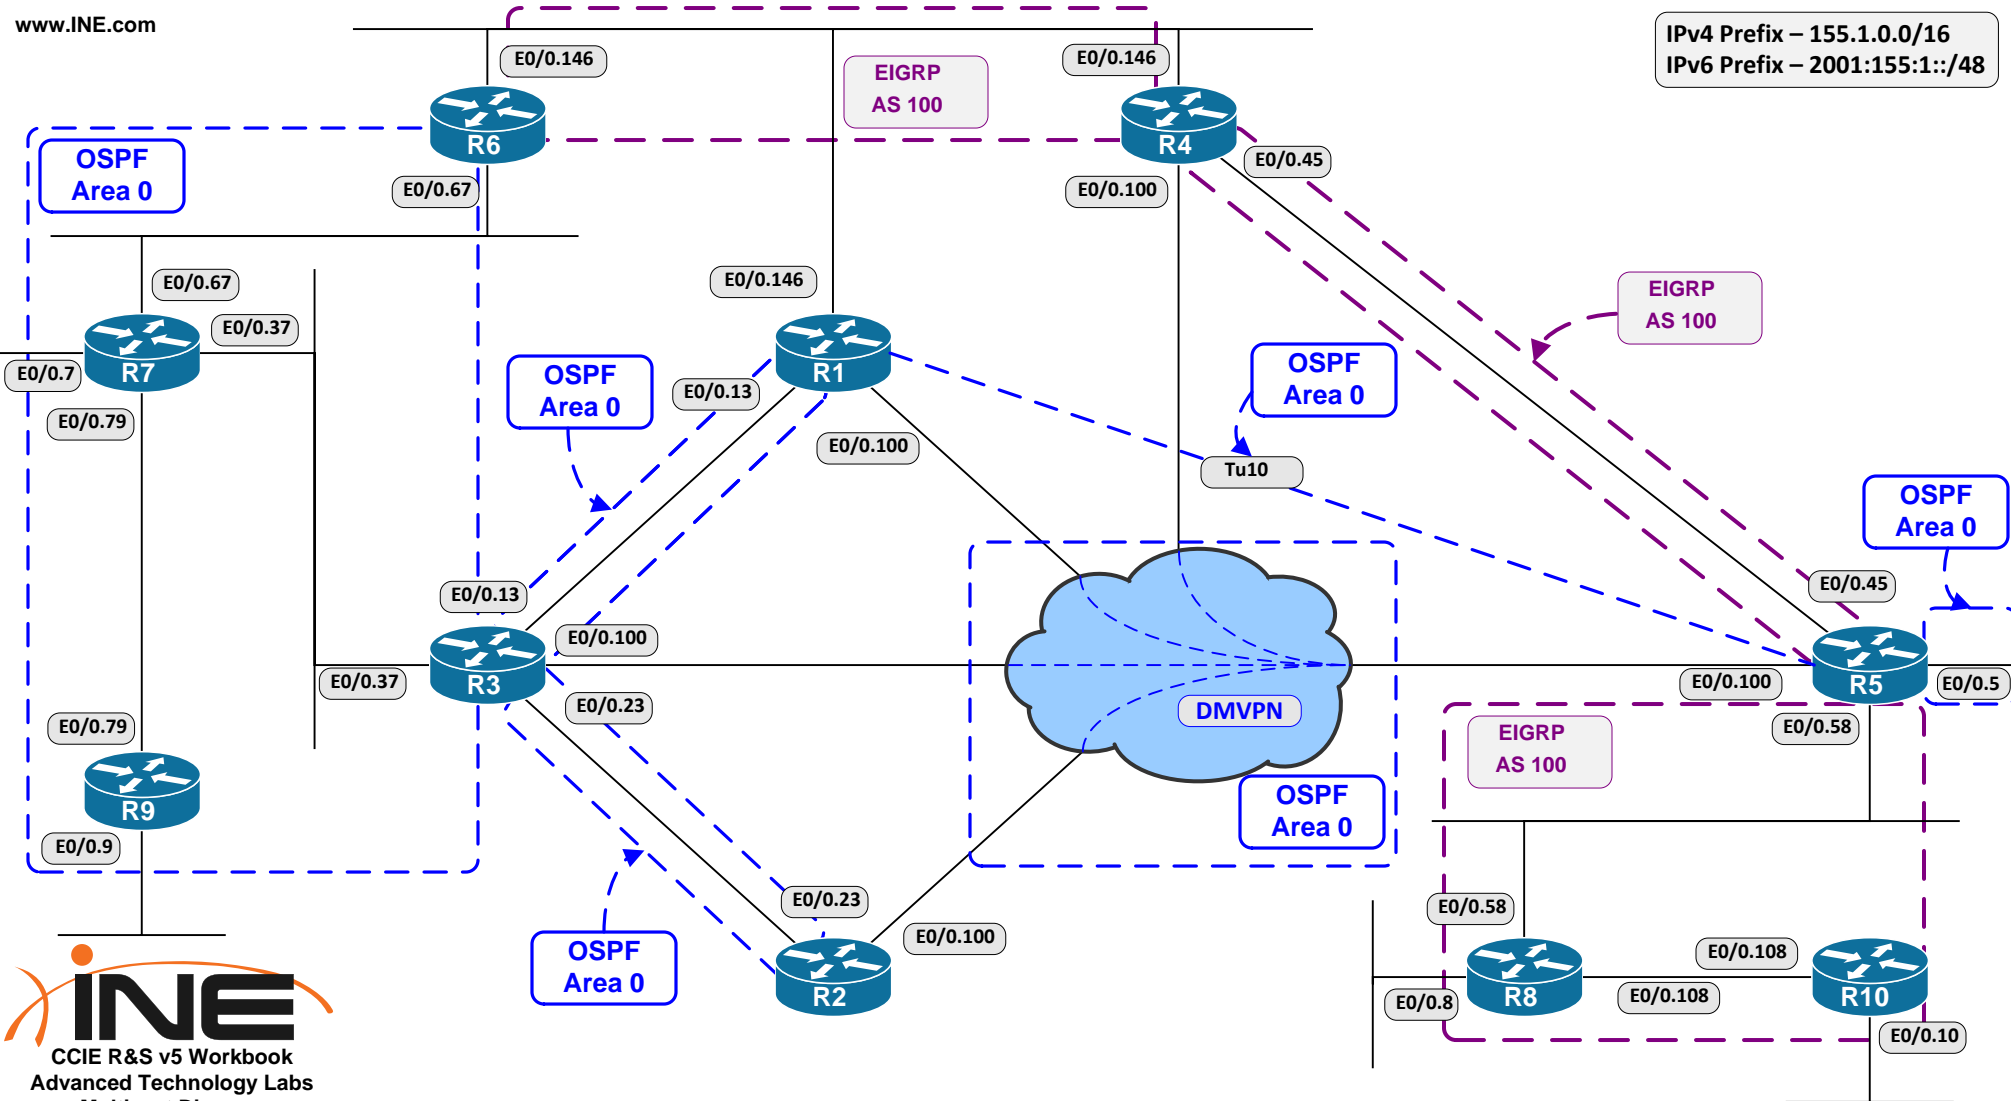 www.INE.com
IPv4 Prefix – 155.1.0.0/16
IPv6 Prefix – 2001:155:1::/48
E0/0.146
E0/0.146
EIGRP
AS 100
R6
R4
OSPF
Area 0
E0/0.67
E0/0.45
E0/0.100
E0/0.67
E0/0.146
E0/0.37
EIGRP
AS 100
E0/0.7
R7
R1
OSPF
Area 0
E0/0.13
OSPF
Area 0
E0/0.79
E0/0.100
Tu10
OSPF
Area 0
E0/0.13
E0/0.45
E0/0.100
R3
E0/0.37
E0/0.23
DMVPN
E0/0.100
R5
E0/0.5
E0/0.79
E0/0.58
EIGRP
AS 100
R9
OSPF
Area 0
E0/0.9
E0/0.23
E0/0.58
E0/0.100
OSPF
Area 0
R2
E0/0.108
E0/0.8
R8
E0/0.108
R10
E0/0.10
INE
CCIE R&S v5 Workbook
Advanced Technology Labs